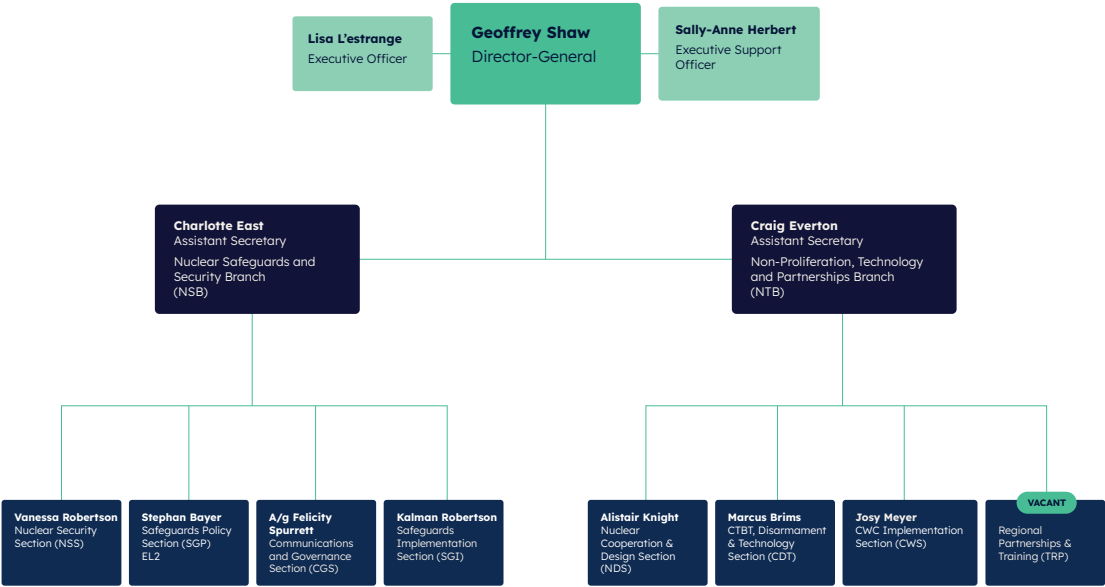 Lisa L’estrange
Executive Officer
Geoffrey Shaw
Director-General
Sally-Anne Herbert
Executive Support
Officer
Charlotte East
Assistant Secretary
Nuclear Safeguards and
Security Branch
(NSB)
Craig Everton
Assistant Secretary
Non-Proliferation, Technology
and Partnerships Branch
(NTB)
Vanessa Robertson
Nuclear Security
Section (NSS)
Stephan Bayer
Safeguards Policy
Section (SGP)
EL2
A/g Felicity
Spurrett
Communications
and Governance
Section (CGS)
Kalman Robertson
Safeguards
Implementation
Section (SGI)
Alistair Knight
Nuclear
Cooperation &
Design Section
(NDS)
Marcus Brims
CTBT, Disarmament
& Technology
Section (CDT)
Josy Meyer
CWC Implementation
Section (CWS)
VACANT
Regional
Partnerships &
Training (TRP)